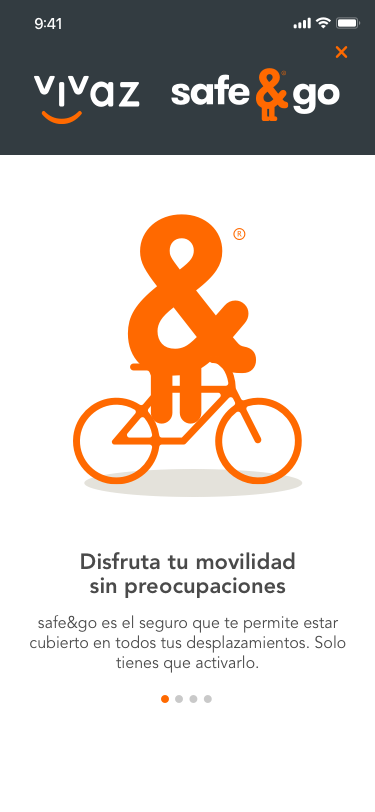 9:41
vivaz safe&go®
&®
Disfruta tu movilidad
sin preocupaciones
safe&go es el seguro que te permite estar
cubierto en todos tus desplazamientos. Solo
tienes que activarlo.